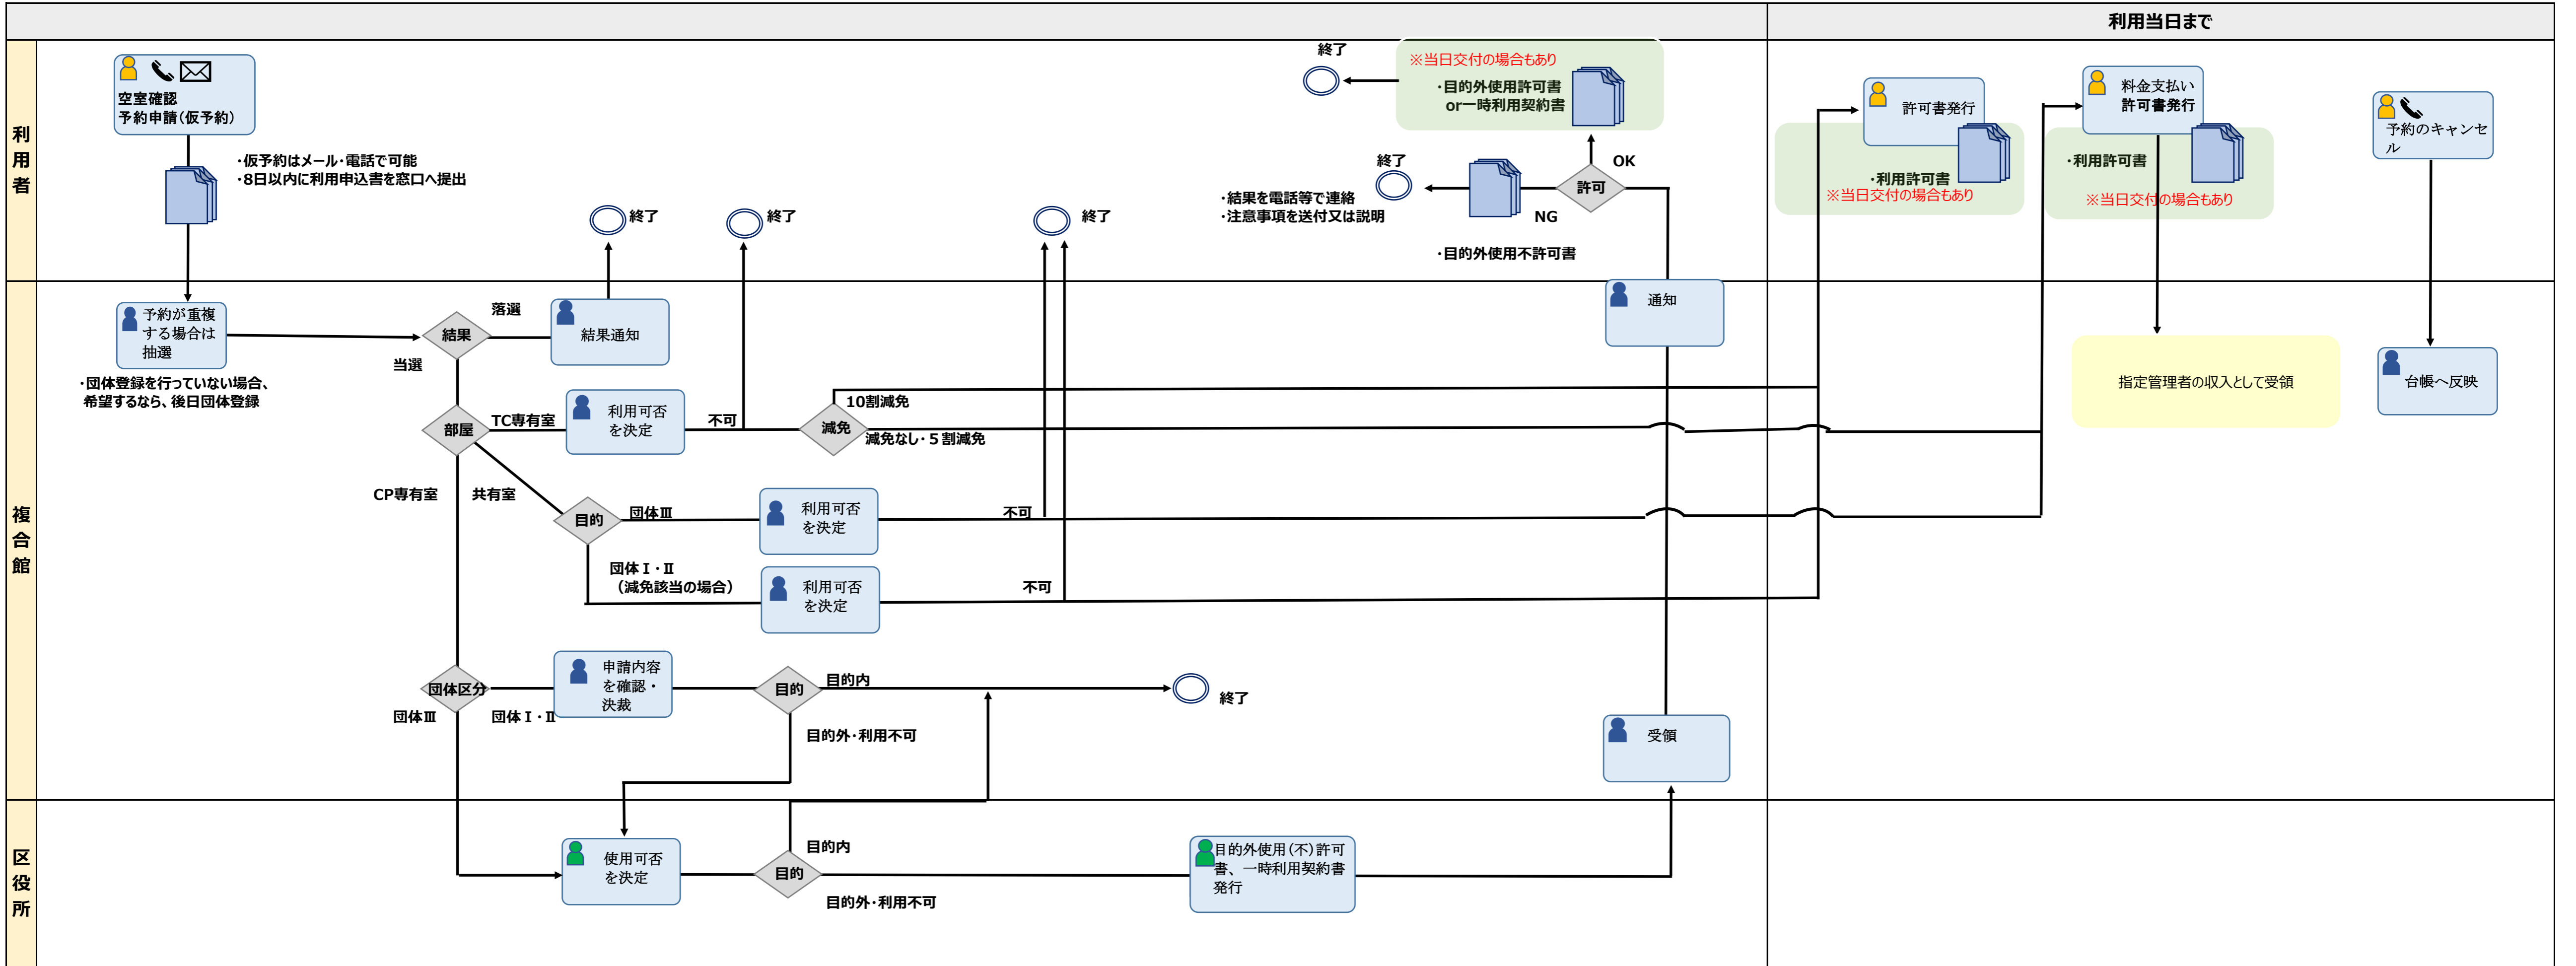 利用当日まで
利用者
空室確認
予約申請（仮予約）
・仮予約はメール・電話で可能
・8日以内に利用申込書を窓口へ提出
終了
終了
終了
終了
※当日交付の場合もあり
・目的外使用許可書
or一時利用契約書
終了
OK
許可
NG
・結果を電話等で連絡
・注意事項を送付又は説明
・目的外使用不許可書
許可書発行
・利用許可書
※当日交付の場合もあり
料金支払い
許可書発行
・利用許可書
※当日交付の場合もあり
予約のキャンセ
ル
複合館
予約が重複
する場合は
抽選
・団体登録を行っていない場合、
希望するなら、後日団体登録
結果
落選
当選
結果通知
部屋
TC専有室
利用可否
を決定
不可
減免
10割減免
減免なし・５割減免
CP専有室
共有室
目的
団体Ⅲ
利用可否
を決定
不可
団体Ⅰ・Ⅱ
（減免該当の場合）
利用可否
を決定
不可
団体区分
団体Ⅲ
団体Ⅰ・Ⅱ
申請内容
を確認・
決裁
目的
目的内
終了
目的外・利用不可
通知
受領
指定管理者の収入として受領
台帳へ反映
区役所
使用可否
を決定
目的
目的内
目的外・利用不可
目的外使用（不）許可
書、一時利用契約書
発行